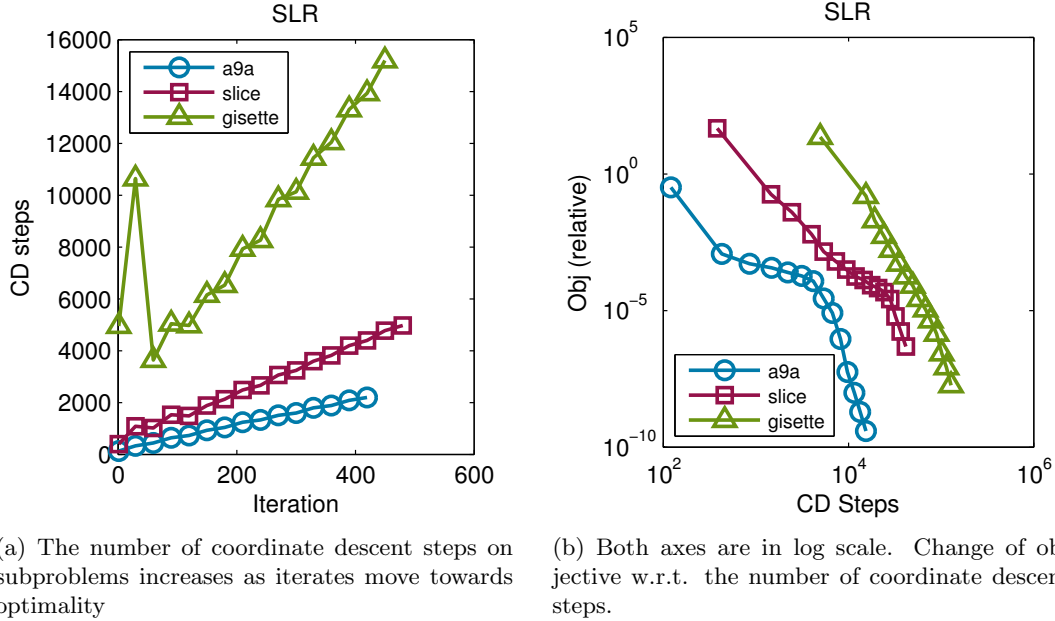 SLR
16000
14000
12000
10000
8000
6000
4000
2000
0
CD steps
a9a
slice
gisette
0 200 400 600
Iteration
SLR
10^5
10^0
10^−5
10^−10
Obj (relative)
a9a
slice
gisette
10^2 10^4 10^6
CD Steps
(a) The number of coordinate descent steps on
subproblems increases as iterates move towards
optimality
(b) Both axes are in log scale. Change of ob
jective w.r.t. the number of coordinate descen
steps.